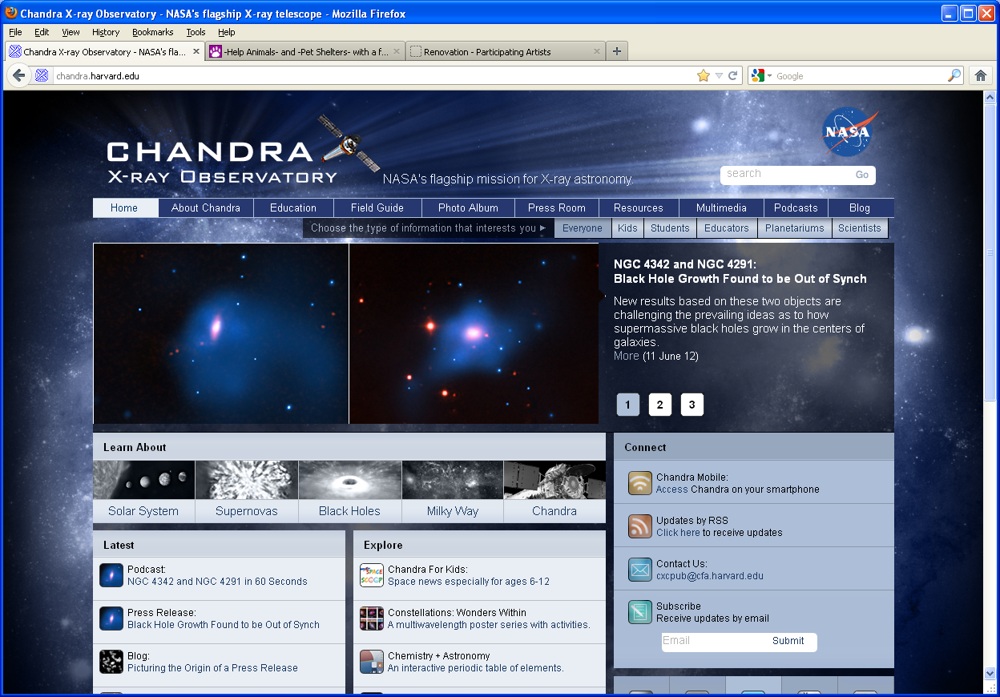 Chandra X-ray Observatory - NASA's flagship X-ray telescope - Mozilla Firefox
File Edit View History Bookmarks Tools Help
Chandra X-ray Observatory - NASA's fla...
-Help Animals- and -Pet Shelters- with a f...
Renovation - Participating Artists
chandra.harvard.edu
Google
CHANDRA
X-RAY OBSERVATORY
NASA's flagship mission for X-ray astronomy.
NASA
search Go
Home About Chandra Education Field Guide Photo Album Press Room Resources Multimedia Podcasts Blog
Choose the type of information that interests you ► Everyone Kids Students Educators Planetariums Scientists
NGC 4342 and NGC 4291:
Black Hole Growth Found to be Out of Synch
New results based on these two objects are
challenging the prevailing ideas as to how
supermassive black holes grow in the centers of
galaxies.
More (11 June 12)
1 2 3
Learn About
Solar System Supernovas Black Holes Milky Way Chandra
Latest
Podcast:
NGC 4342 and NGC 4291 in 60 Seconds
Press Release:
Black Hole Growth Found to be Out of Synch
Blog:
Picturing the Origin of a Press Release
Explore
SPACE
SCOOP
Chandra For Kids:
Space news especially for ages 6-12
Constellations: Wonders Within
A multiwavelength poster series with activities.
Chemistry + Astronomy
An interactive periodic table of elements.
Connect
Chandra Mobile:
Access Chandra on your smartphone
Updates by RSS
Click here to receive updates
Contact Us:
cxcpub@cfa.harvard.edu
Subscribe
Receive updates by email
Email Submit